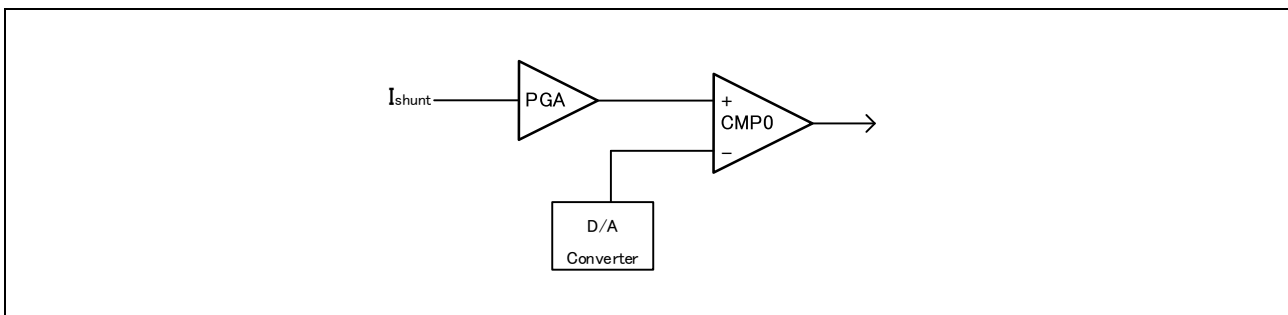 Ishunt
PGA
+
CMP0
−
D/A
Converter